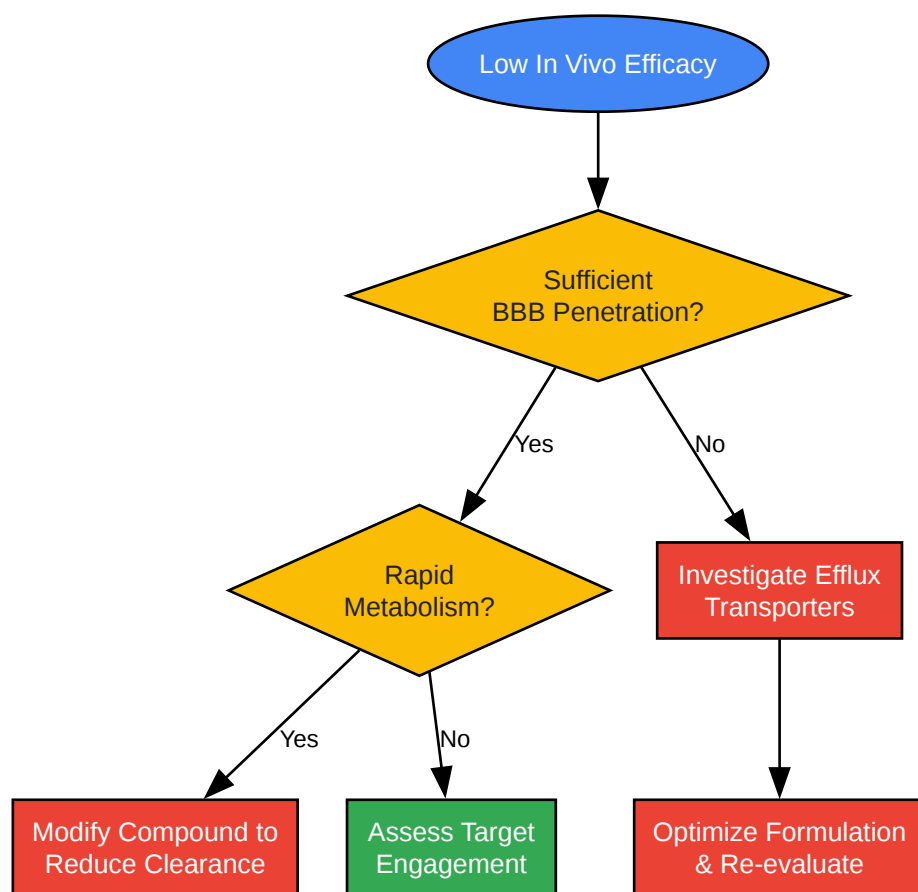 Low In Vivo Efficacy
Sufficient
BBB Penetration?
Yes
No
Rapid
Metabolism?
Investigate Efflux
Transporters
Yes
No
Modify Compound to
Reduce Clearance
Assess Target
Engagement
Optimize Formulation
& Re-evaluate